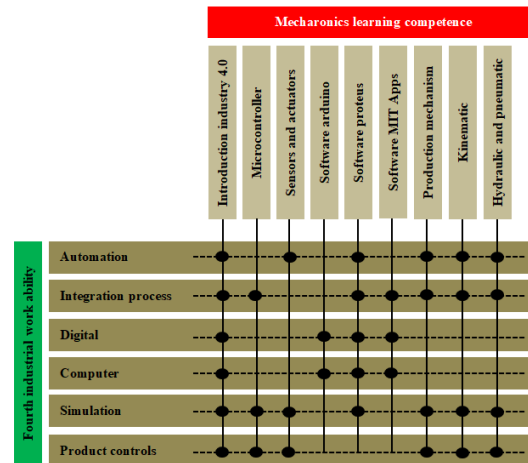 Mecharonics learning competence
Introduction industry 4.0
Microcontroller
Sensors and actuators
Software arduino
Software proteus
Software MIT Apps
Production mechanism
Kinematic
Hydraulic and pneumatic
Fourth industrial work ability
Automation
Integration process
Digital
Computer
Simulation
Product controls